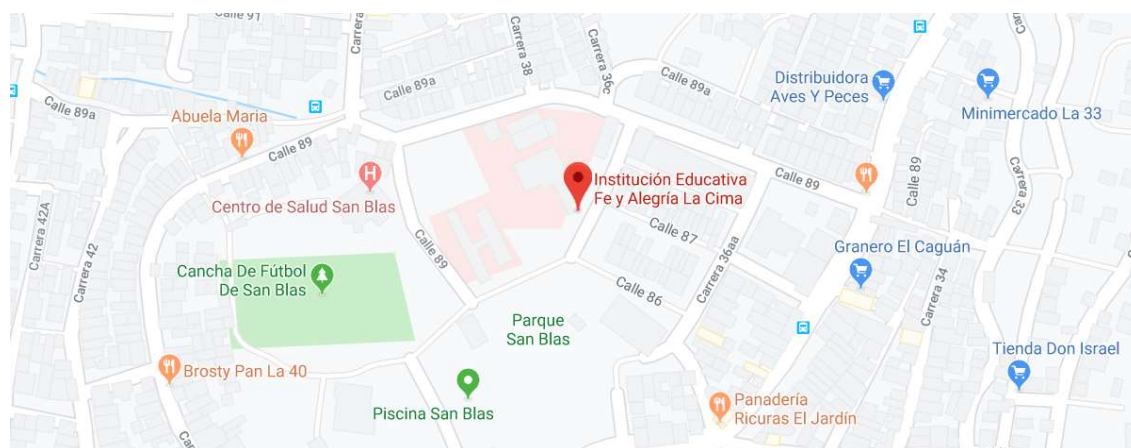 Calle 91
Carrera
Carrera 38
Carrera 36c
Calle 89a
Calle 89a
Distribuidora
Aves Y Peces
Minimercado La 33
Calle 89a
Abuela Maria
Calle 89
Centro de Salud San Blas
Institución Educativa
Fe y Alegría La Cima
Calle 89
Calle 89
Carrera 33
Carrera 42A
Carrera 42
Calle 89
Calle 87
Carrera 36aa
Granero El Caguán
Cancha De Fútbol
De San Blas
Calle 86
Carrera 34
Parque
San Blas
Tienda Don Israel
Brosty Pan La 40
Piscina San Blas
Panadería
Ricuras El Jardín